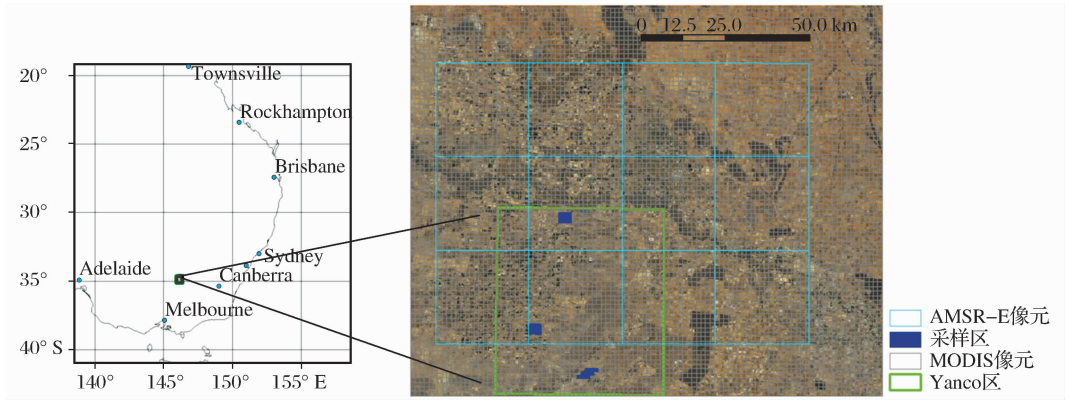 20°
25°
30°
35°
40° S
140°
145°
150°
155° E
Townsville
Rockhampton
Brisbane
Sydney
Canberra
Adelaide
Melbourne
0 12.5 25.0 50.0 km
AMSR-E像元
采样区
MODIS像元
Yanco区